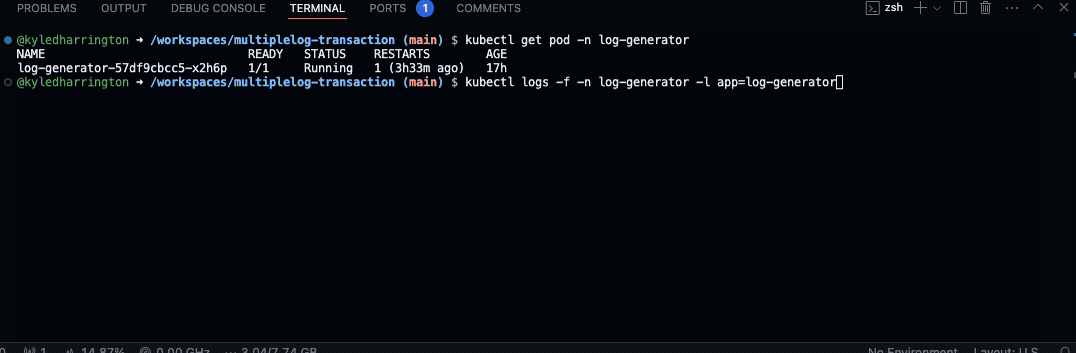 PROBLEMS OUTPUT DEBUG CONSOLE TERMINAL PORTS 1 COMMENTS zsh
@kyledharrington → /workspaces/multiplelog-transaction (main) $ kubectl get pod -n log-generator
NAME READY STATUS RESTARTS AGE
log-generator-57df9cbcc5-x2h6p 1/1 Running 1 (3h33m ago) 17h
@kyledharrington → /workspaces/multiplelog-transaction (main) $ kubectl logs -f -n log-generator -l app=log-generator
0 1 14.87% 0.00 GHz 3.04/7.74 GB No Environment Layout: U.S.